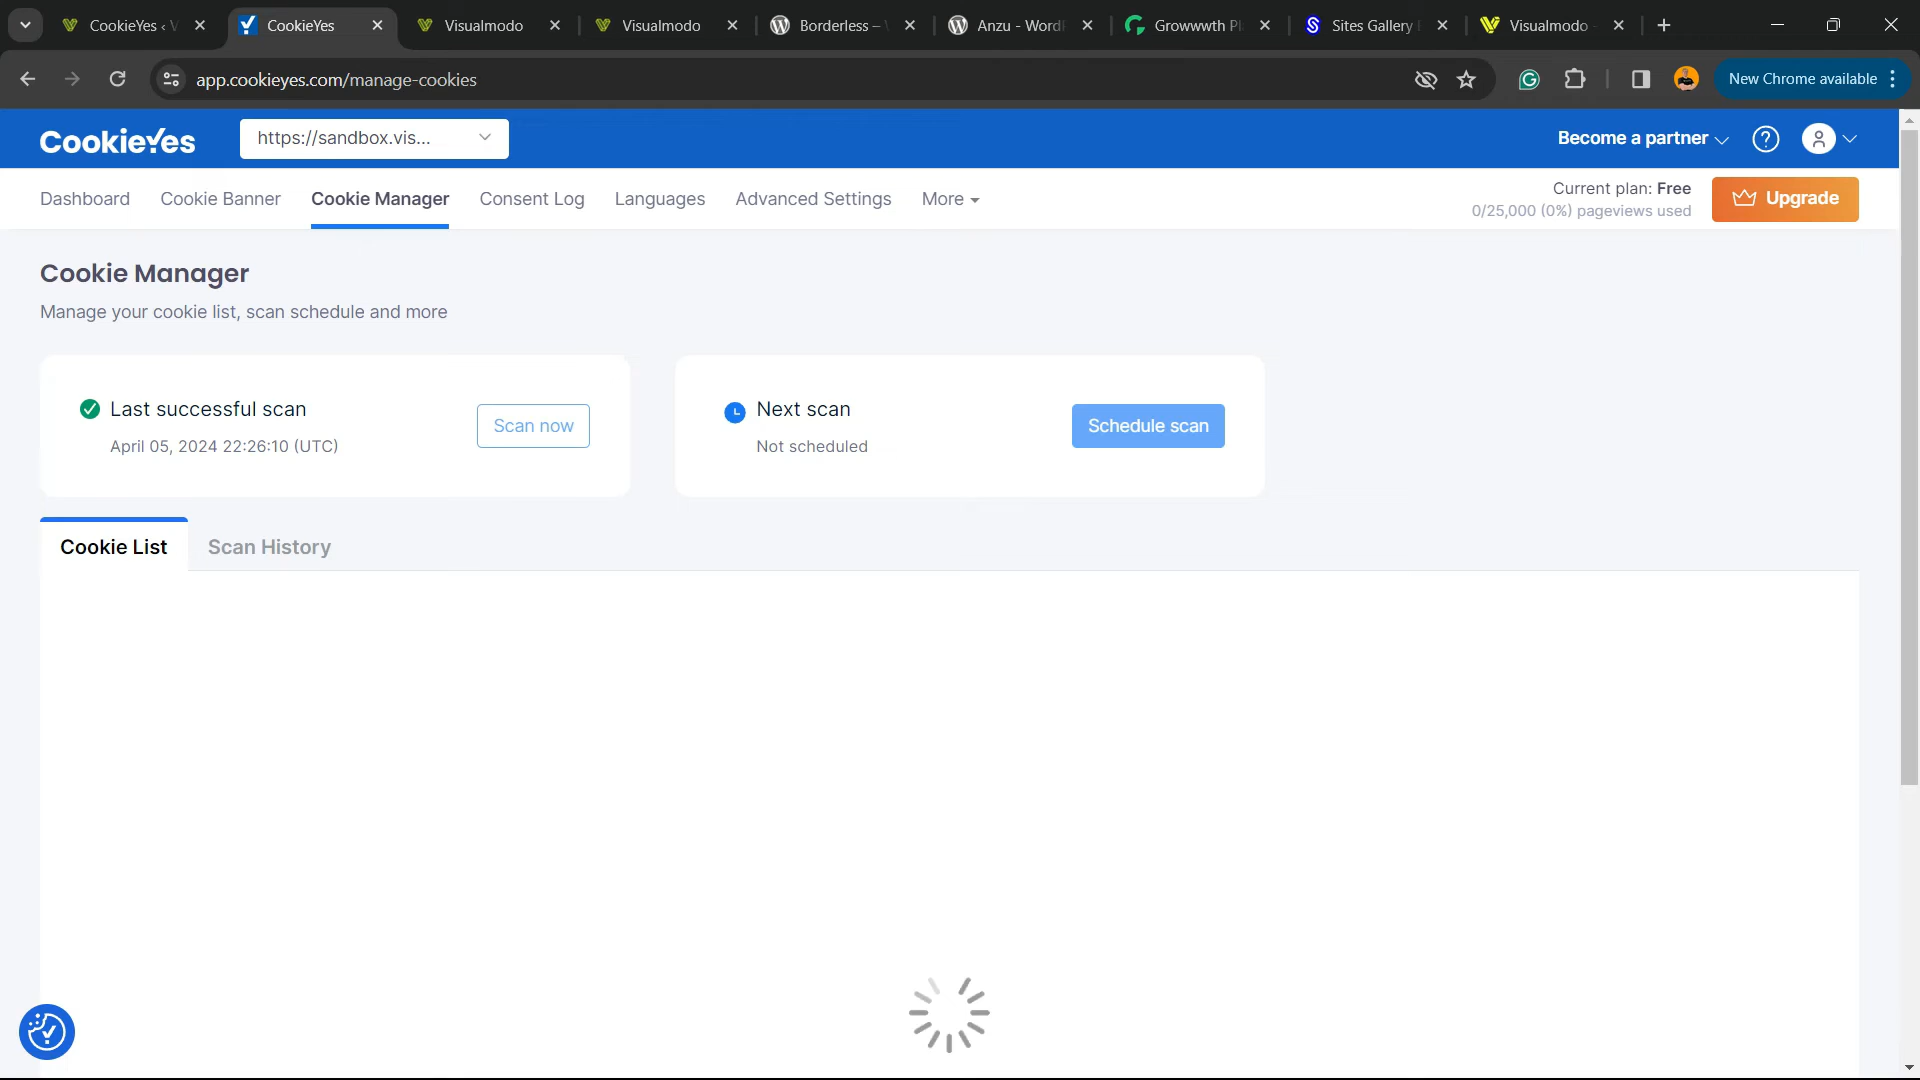 CookieYes ‹ V
CookieYes
Visualmodo
Visualmodo
Borderless –
Anzu - Word
Growwwth Pl
Sites Gallery
Visualmodo
app.cookieyes.com/manage-cookies
New Chrome available
CookieYes
https://sandbox.vis...
Become a partner
Dashboard
Cookie Banner
Cookie Manager
Consent Log
Languages
Advanced Settings
More
Current plan: Free
0/25,000 (0%) pageviews used
Upgrade
Cookie Manager
Manage your cookie list, scan schedule and more
Last successful scan
April 05, 2024 22:26:10 (UTC)
Scan now
Next scan
Not scheduled
Schedule scan
Cookie List
Scan History